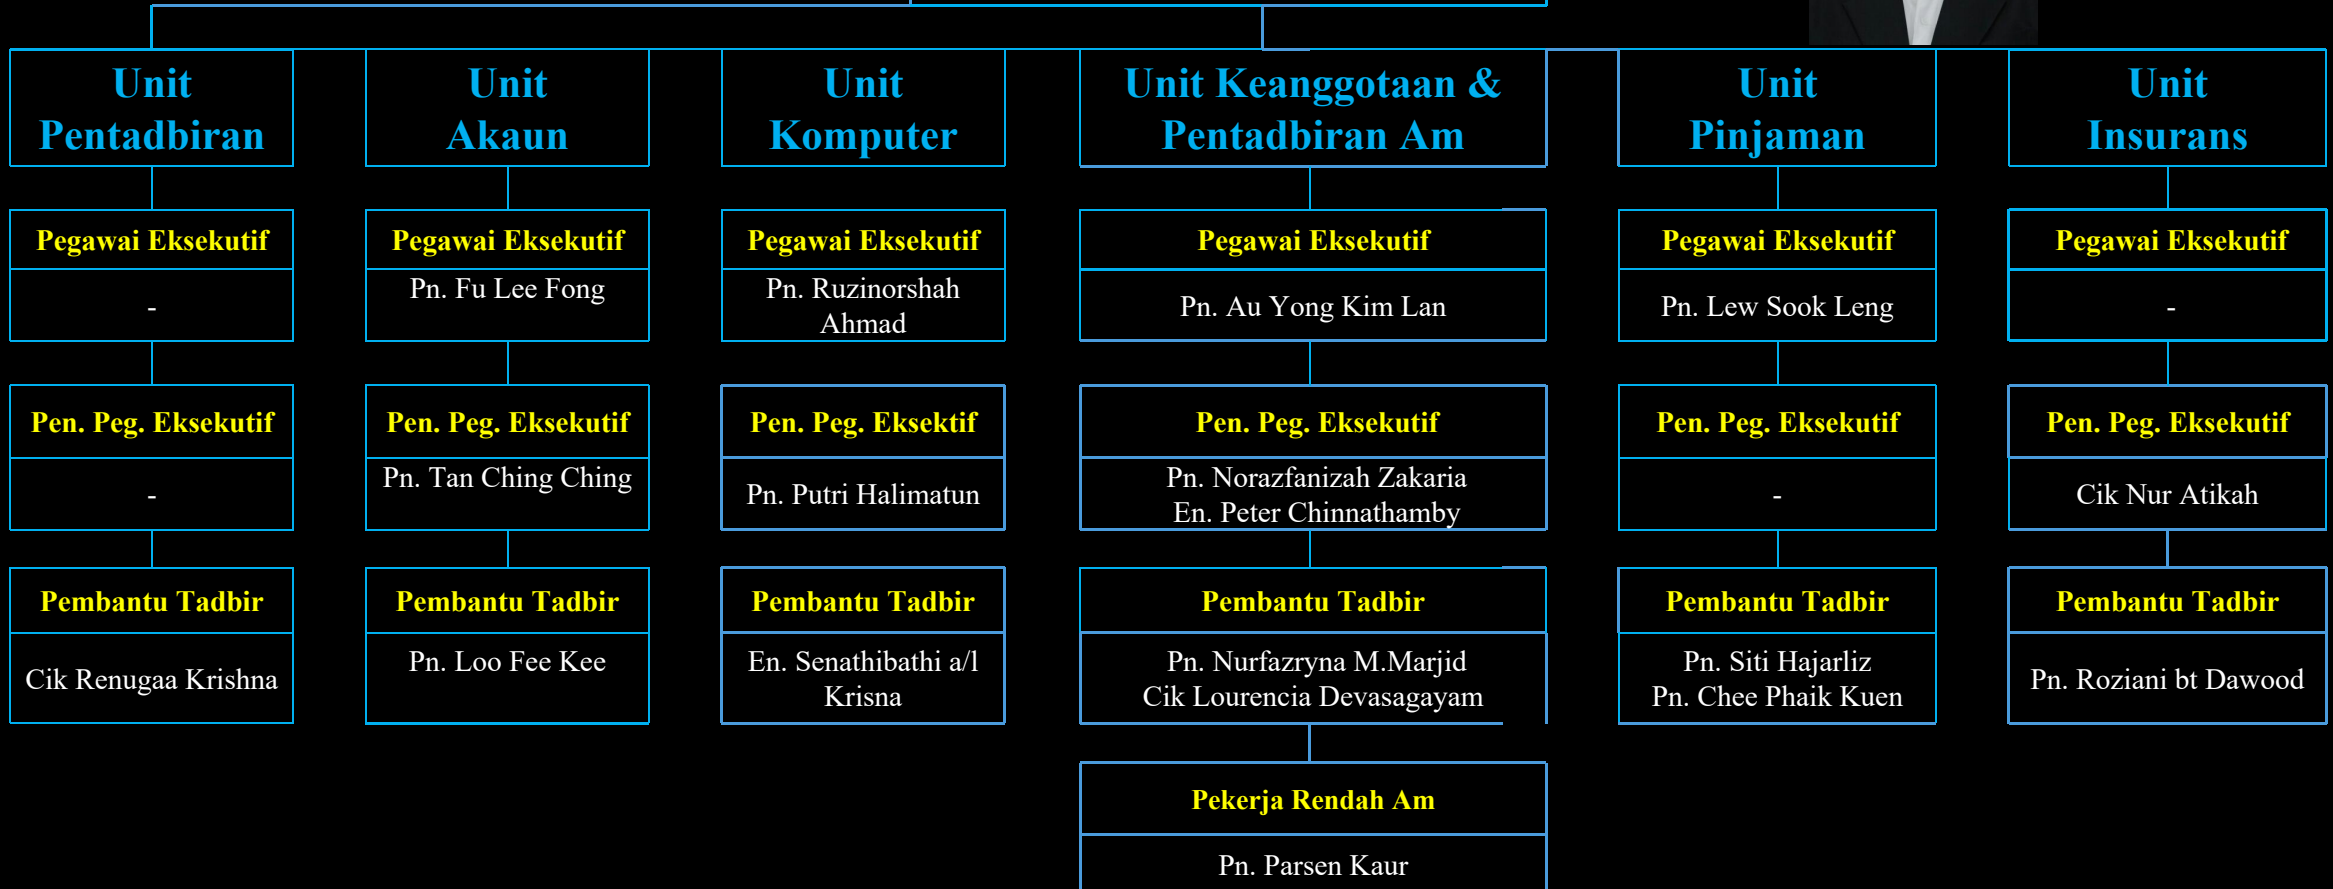 Unit
Pentadbiran
Unit
Akaun
Unit
Komputer
Unit Keanggotaan &
Pentadbiran Am
Unit
Pinjaman
Unit
Insurans
Pegawai Eksekutif
-
Pegawai Eksekutif
Pn. Fu Lee Fong
Pegawai Eksekutif
Pn. Ruzinorshah
Ahmad
Pegawai Eksekutif
Pn. Au Yong Kim Lan
Pegawai Eksekutif
Pn. Lew Sook Leng
Pegawai Eksekutif
-
Pen. Peg. Eksekutif
-
Pen. Peg. Eksekutif
Pn. Tan Ching Ching
Pen. Peg. Eksektif
Pn. Putri Halimatun
Pen. Peg. Eksekutif
Pn. Norazfanizah Zakaria
En. Peter Chinnathamby
Pen. Peg. Eksekutif
-
Pen. Peg. Eksekutif
Cik Nur Atikah
Pembantu Tadbir
Cik Renugaa Krishna
Pembantu Tadbir
Pn. Loo Fee Kee
Pembantu Tadbir
En. Senathibathi a/l
Krisna
Pembantu Tadbir
Pn. Nurfazryna M.Marjid
Cik Lourencia Devasagayam
Pembantu Tadbir
Pn. Siti Hajarliz
Pn. Chee Phaik Kuen
Pembantu Tadbir
Pn. Roziani bt Dawood
Pekerja Rendah Am
Pn. Parsen Kaur